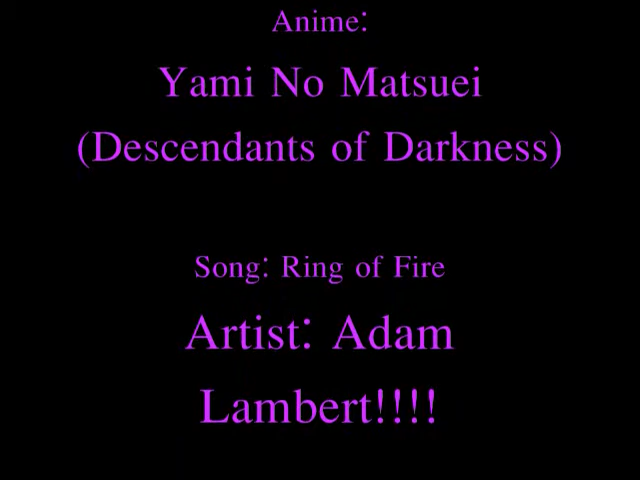 Anime:
Yami No Matsuei
(Descendants of Darkness)
Song: Ring of Fire
Artist: Adam
Lambert!!!!